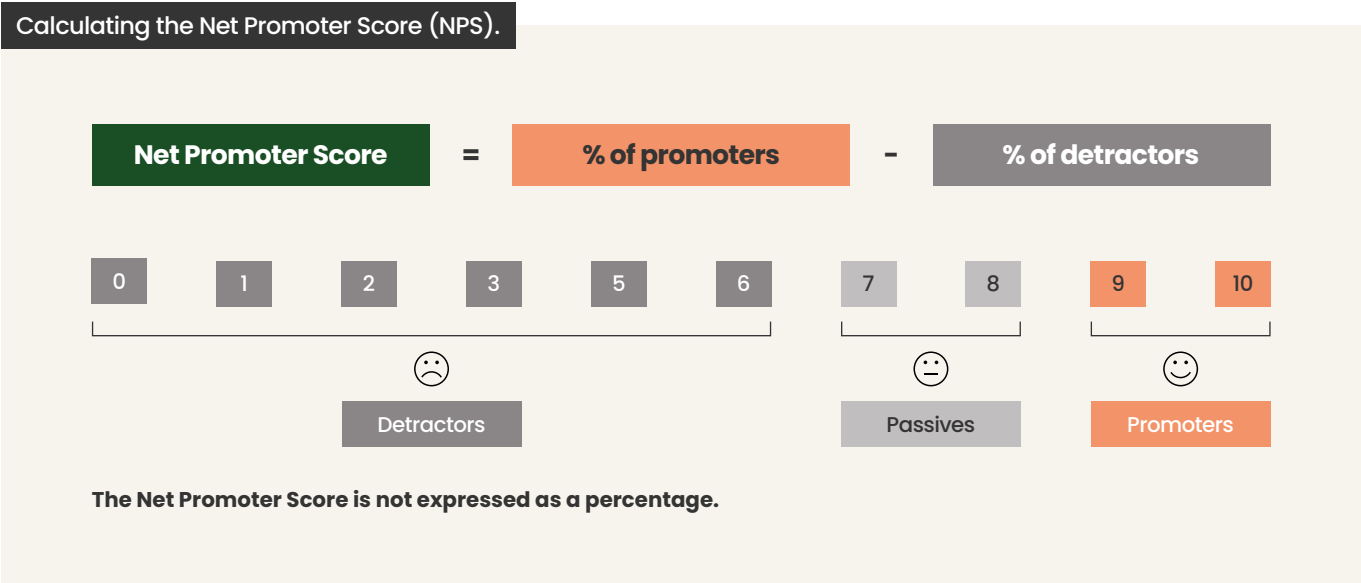 Calculating the Net Promoter Score (NPS).
Net Promoter Score = % of promoters - % of detractors
0 1 2 3 5 6 7 8 9 10
Detractors Passives Promoters
The Net Promoter Score is not expressed as a percentage.